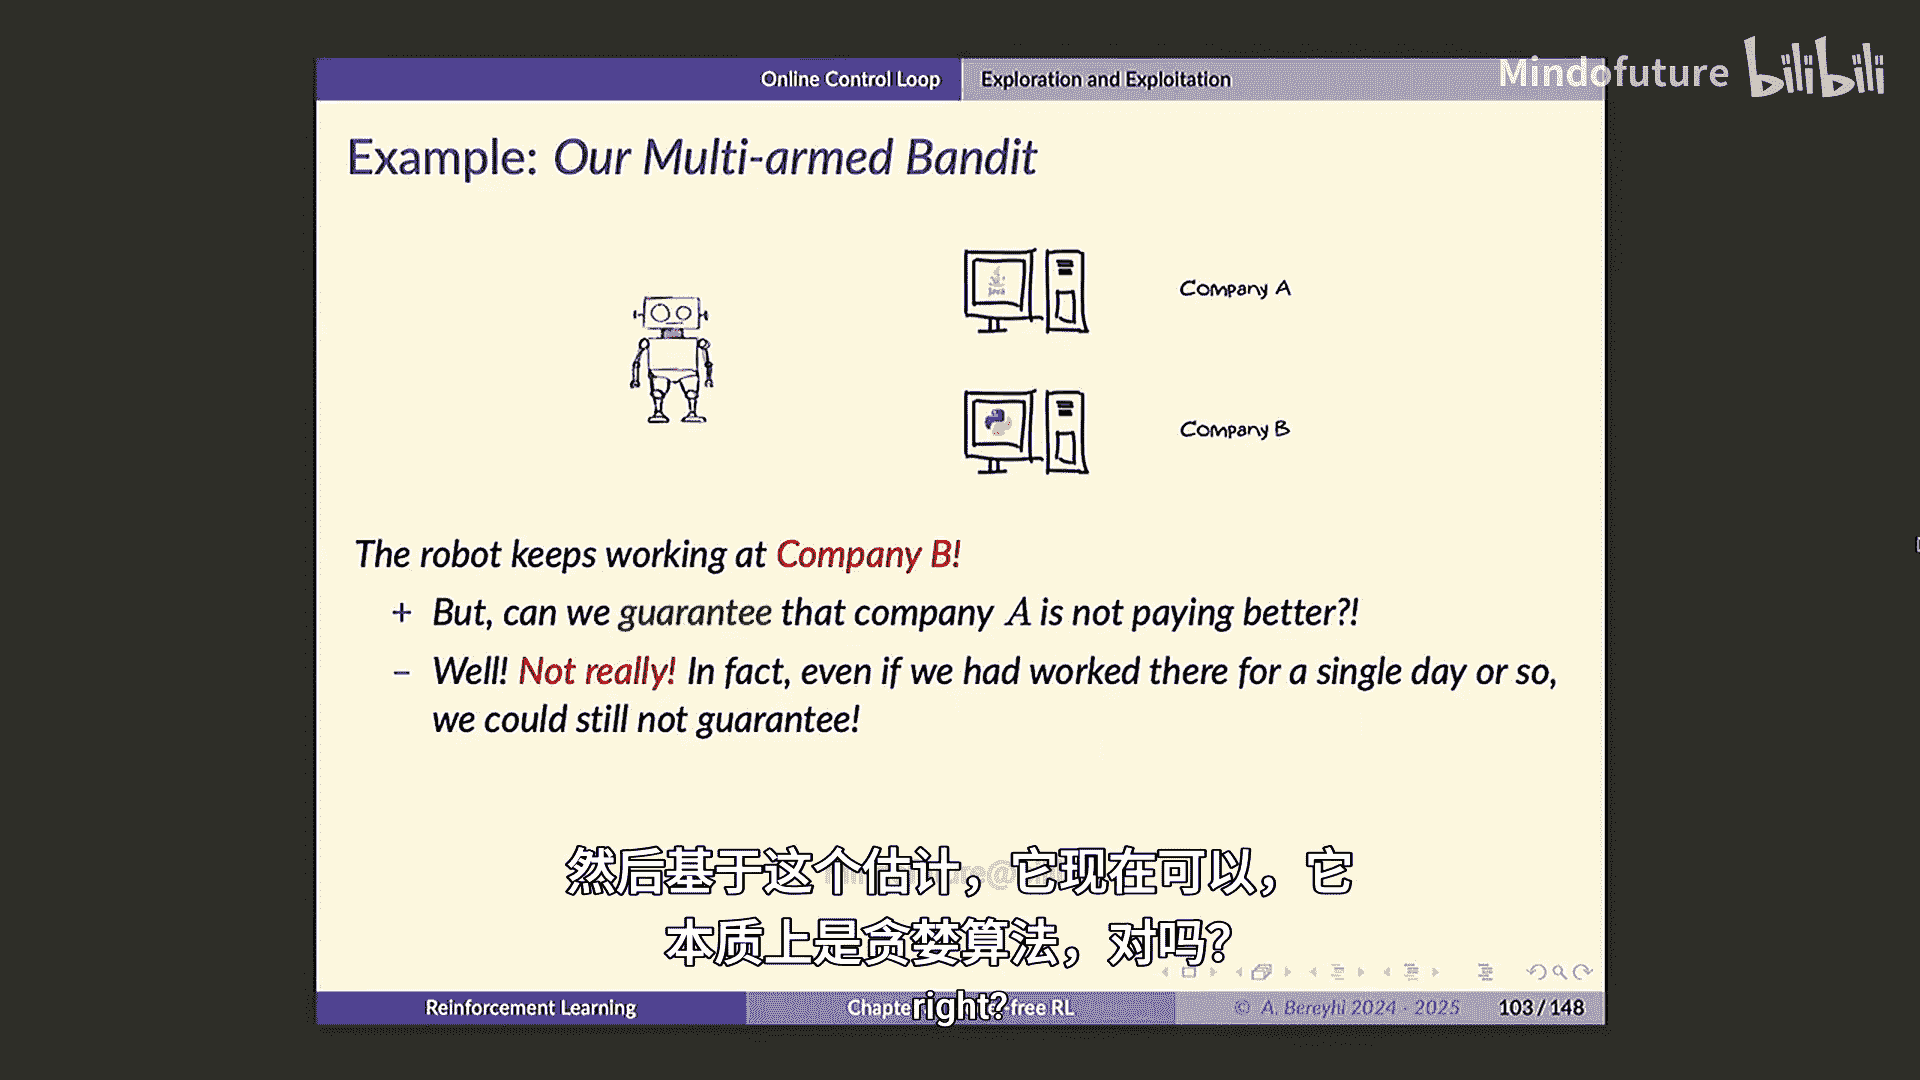 Online Control Loop
Exploration and Exploitation
Mindofuture bilibili
Example: Our Multi-armed Bandit
Java
Company A
Company B
The robot keeps working at Company B!
+ But, can we guarantee that company A is not paying better?!
– Well! Not really! In fact, even if we had worked there for a single day or so,
we could still not guarantee!
然后基于这个估计，它现在可以，它
本质上是贪婪算法，对吗？
right?
Reinforcement Learning
Chapte
-free RL
© A. Bereyhi 2024 - 2025
103 / 148